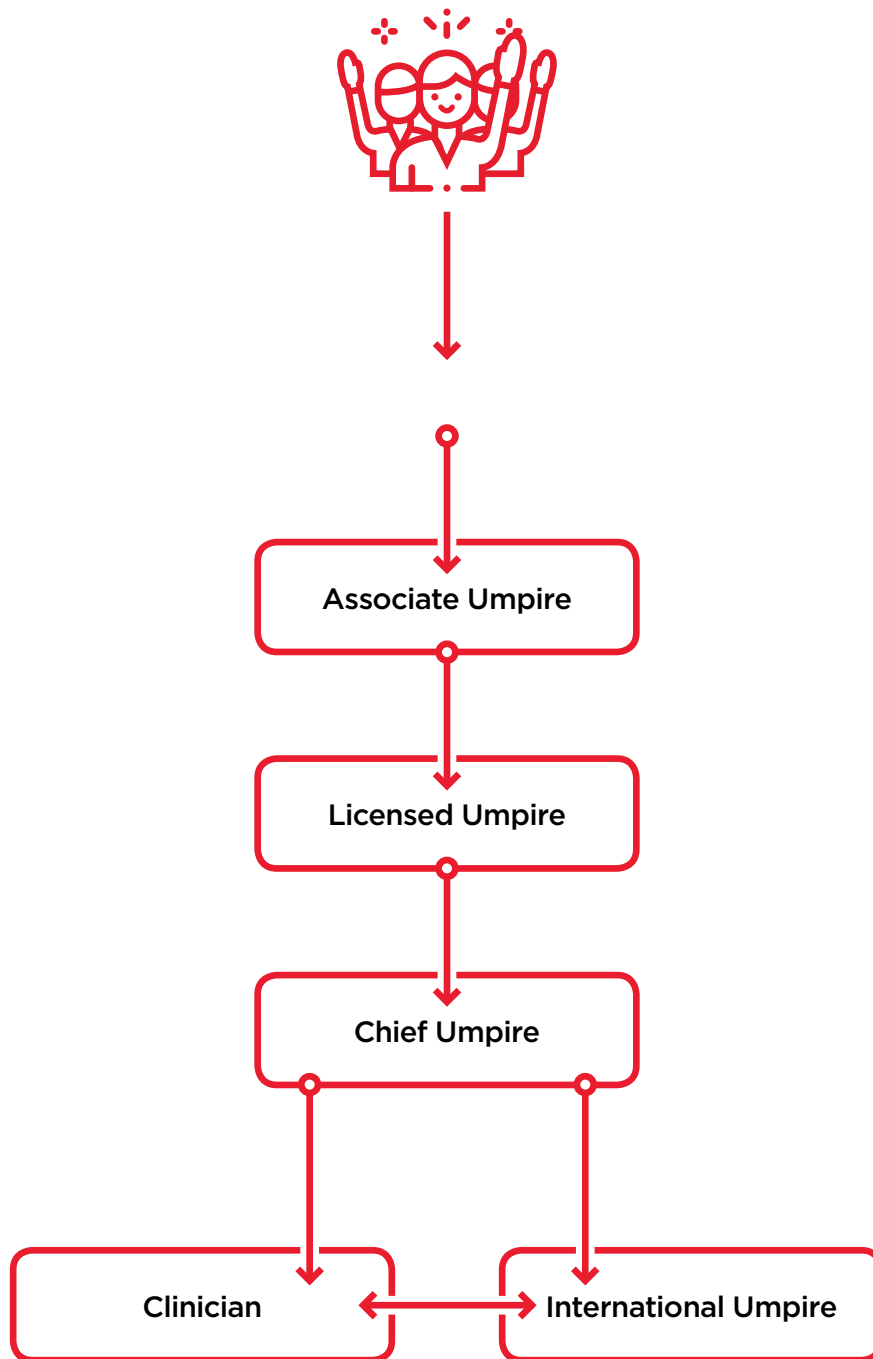 Associate Umpire
Licensed Umpire
Chief Umpire
Clinician
International Umpire